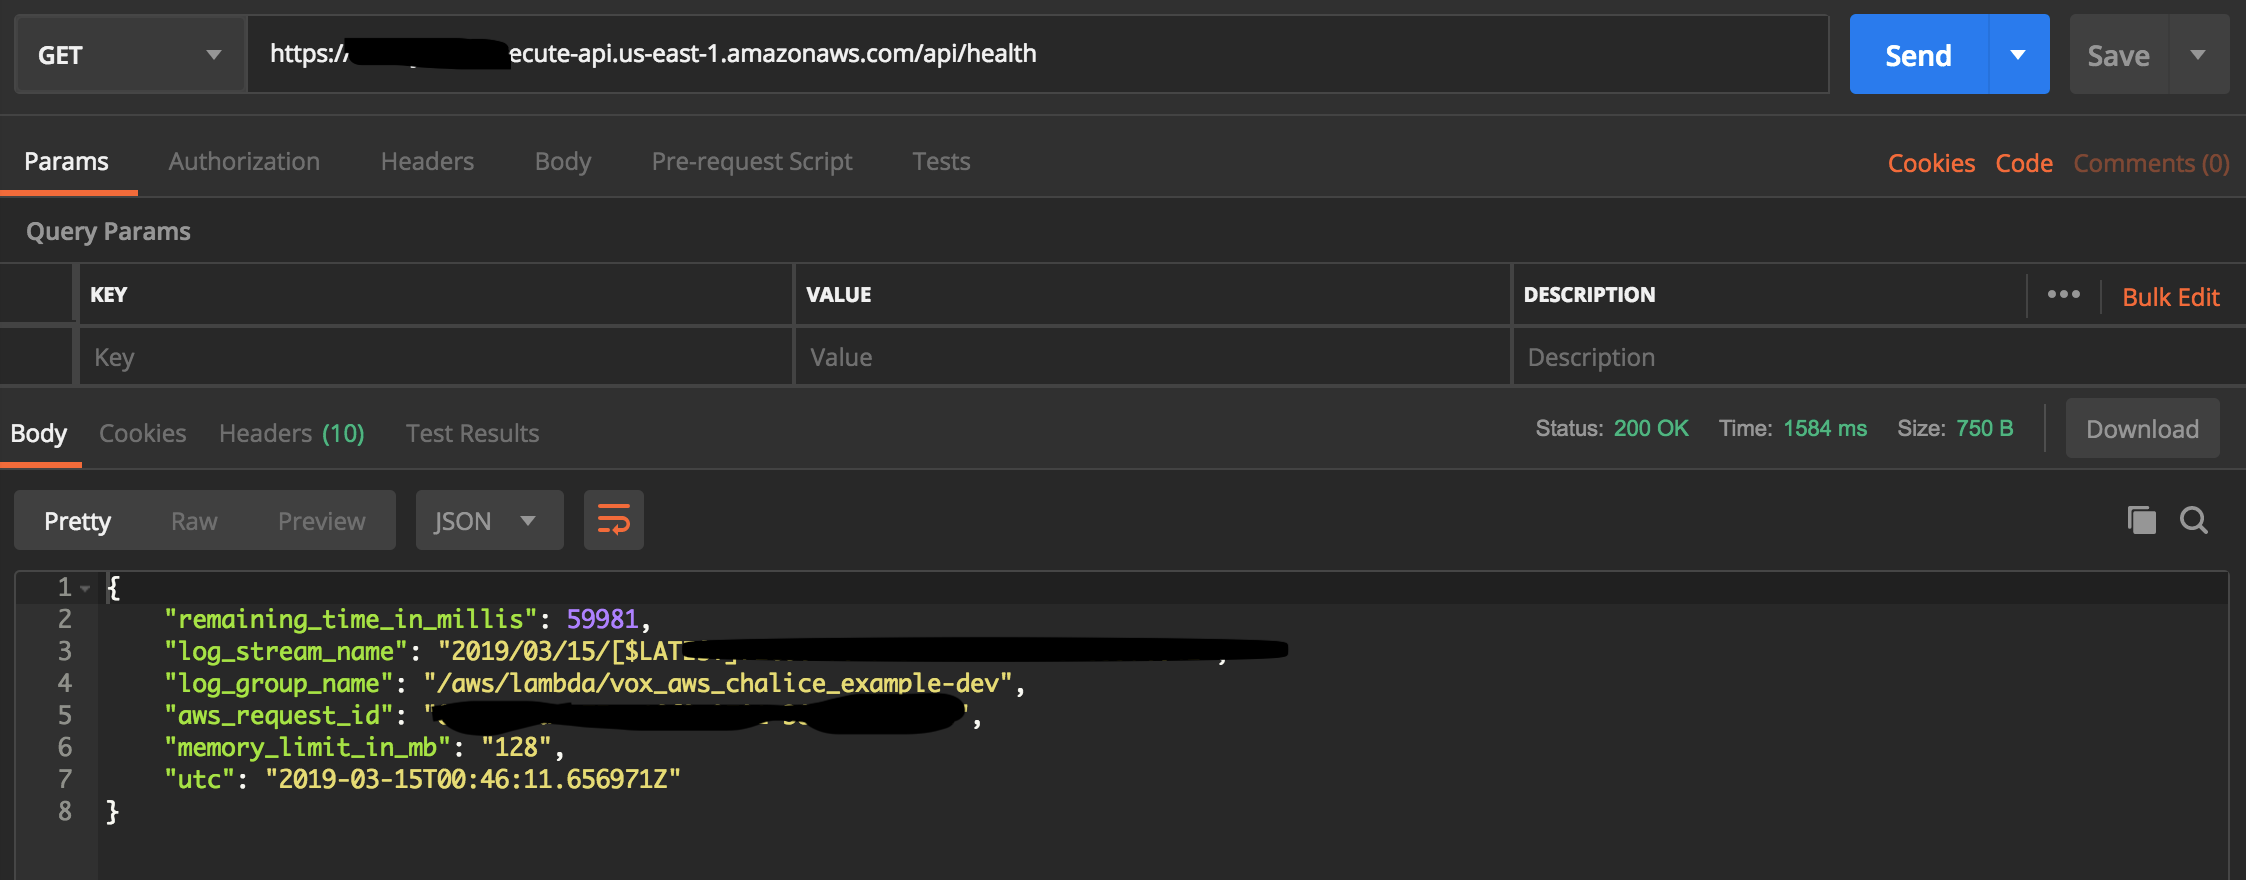 GET https:// ecute-api.us-east-1.amazonaws.com/api/health Send Save
Params Authorization Headers Body Pre-request Script Tests Cookies Code Comments (0)
Query Params
KEY VALUE DESCRIPTION ••• Bulk Edit
Key Value Description
Body Cookies Headers (10) Test Results Status: 200 OK Time: 1584 ms Size: 750 B Download
Pretty Raw Preview JSON
1 {
2 "remaining_time_in_millis": 59981,
3 "log_stream_name": "2019/03/15/[$LAT ,
4 "log_group_name": "/aws/lambda/vox_aws_chalice_example-dev",
5 "aws_request_id": " ",
6 "memory_limit_in_mb": "128",
7 "utc": "2019-03-15T00:46:11.656971Z"
8 }